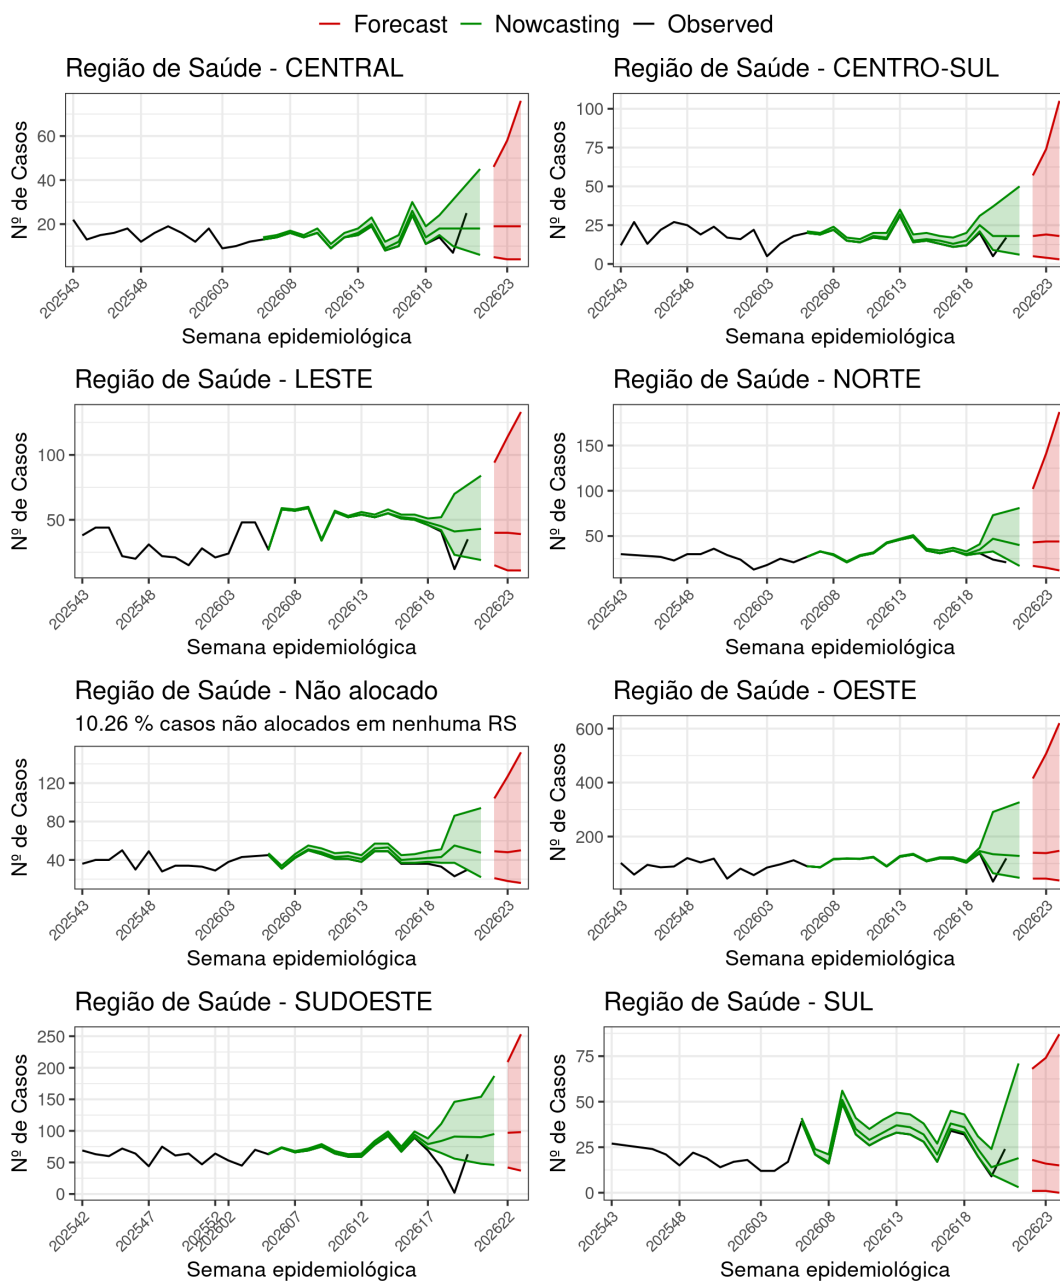 Forecast Nowcasting Observed
Região de Saúde - CENTRAL
Nº de Casos
60
40
20
202543 202548 202603 202608 202613 202618 202623
Semana epidemiológica
Região de Saúde - CENTRO-SUL
Nº de Casos
100
75
50
25
0
202543 202548 202603 202608 202613 202618 202623
Semana epidemiológica
Região de Saúde - LESTE
Nº de Casos
100
50
202543 202548 202603 202608 202613 202618 202623
Semana epidemiológica
Região de Saúde - NORTE
Nº de Casos
150
100
50
202543 202548 202603 202608 202613 202618 202623
Semana epidemiológica
Região de Saúde - Não alocado
10.26 % casos não alocados em nenhuma RS
Nº de Casos
120
80
40
202543 202548 202603 202608 202613 202618 202623
Semana epidemiológica
Região de Saúde - OESTE
Nº de Casos
600
400
200
202543 202548 202603 202608 202613 202618 202623
Semana epidemiológica
Região de Saúde - SUDOESTE
Nº de Casos
250
200
150
100
50
0
202542 202547 202552 202602 202607 202612 202617 202622
Semana epidemiológica
Região de Saúde - SUL
Nº de Casos
75
50
25
0
202543 202548 202603 202608 202613 202618 202623
Semana epidemiológica